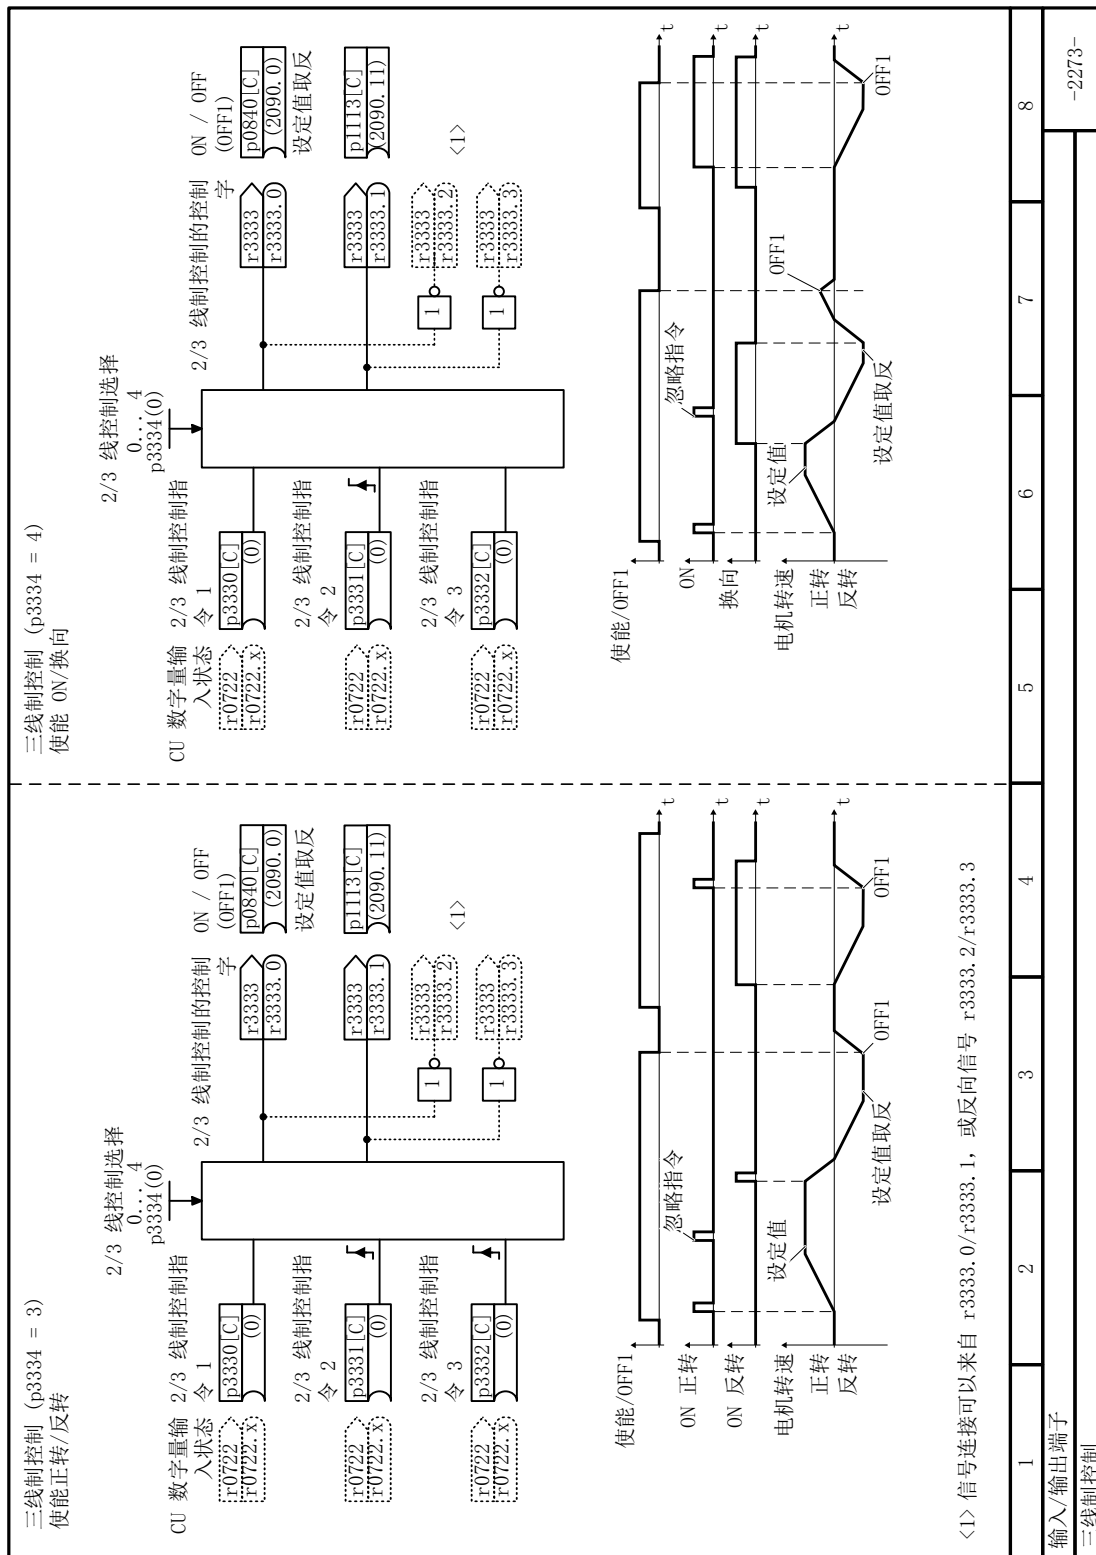 三线制控制 (p3334 = 3)
使能正转/反转
2/3 线控制选择
0... 4
p3334(0)
CU 数字量输
入状态
r0722
r0722.x
r0722
r0722.x
r0722
r0722.x
2/3 线制控制指
令 1
p3330[C]
(0)
2/3 线制控制指
令 2
p3331[C]
(0)
2/3 线制控制指
令 3
p3332[C]
(0)
2/3 线制控制的控制
字
r3333
r3333.0
r3333
r3333.1
1
r3333
r3333.2
1
r3333
r3333.3
ON / OFF
(OFF1)
p0840[C]
(2090.0)
设定值取反
p1113[C]
(2090.11)
<1>
使能/OFF1
t
ON 正转
忽略指令
t
ON 反转
t
电机转速
正转
反转
设定值
设定值取反
OFF1
OFF1
t
<1> 信号连接可以来自 r3333.0/r3333.1, 或反向信号 r3333.2/r3333.3
三线制控制 (p3334 = 4)
使能 ON/换向
2/3 线控制选择
0... 4
p3334(0)
CU 数字量输
入状态
r0722
r0722.x
r0722
r0722.x
r0722
r0722.x
2/3 线制控制指
令 1
p3330[C]
(0)
2/3 线制控制指
令 2
p3331[C]
(0)
2/3 线制控制指
令 3
p3332[C]
(0)
2/3 线制控制的控制
字
r3333
r3333.0
r3333
r3333.1
1
r3333
r3333.2
1
r3333
r3333.3
ON / OFF
(OFF1)
p0840[C]
(2090.0)
设定值取反
p1113[C]
(2090.11)
<1>
使能/OFF1
t
ON
忽略指令
t
换向
t
电机转速
正转
反转
设定值
设定值取反
OFF1
OFF1
t
1
2
3
4
5
6
7
8
输入/输出端子
三线制控制
-2273-